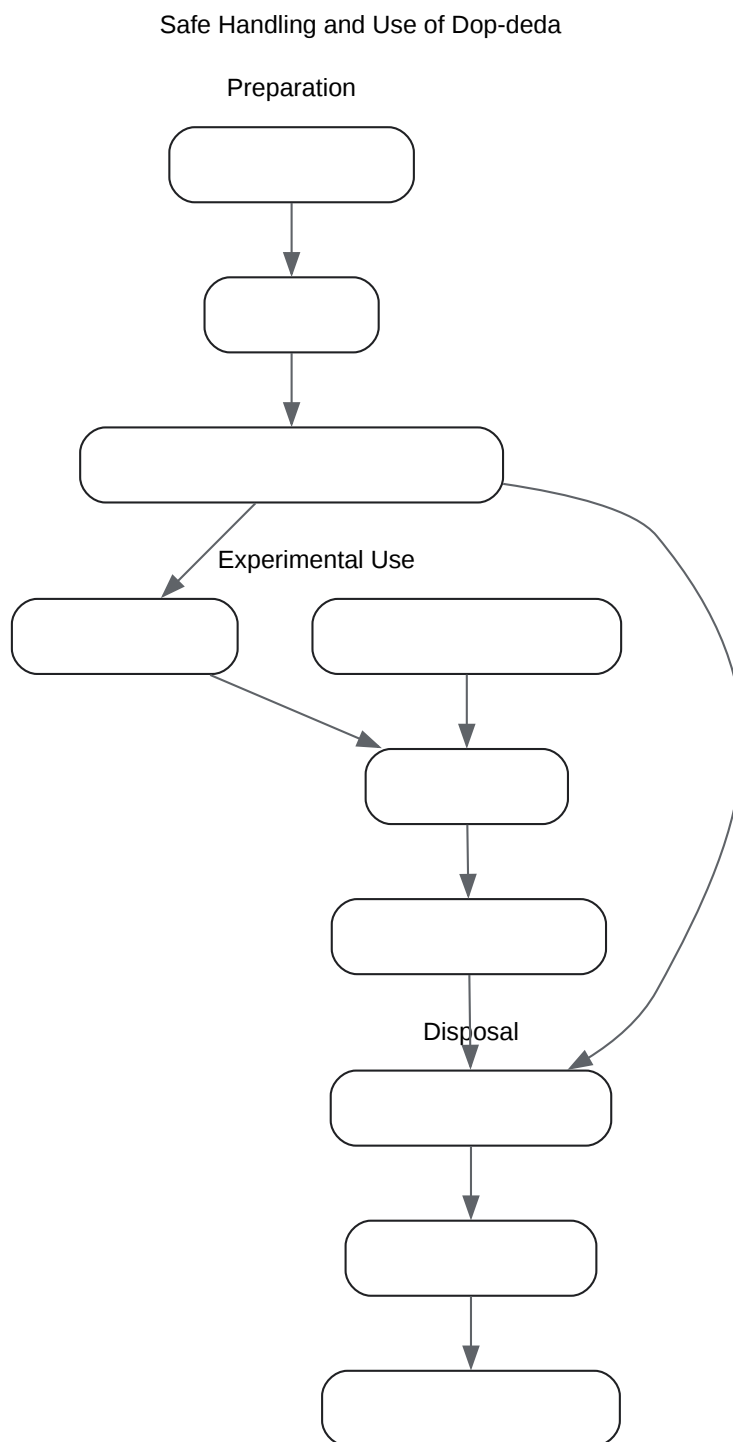 Safe Handling and Use of Dop-deda
Preparation
Experimental Use
Disposal